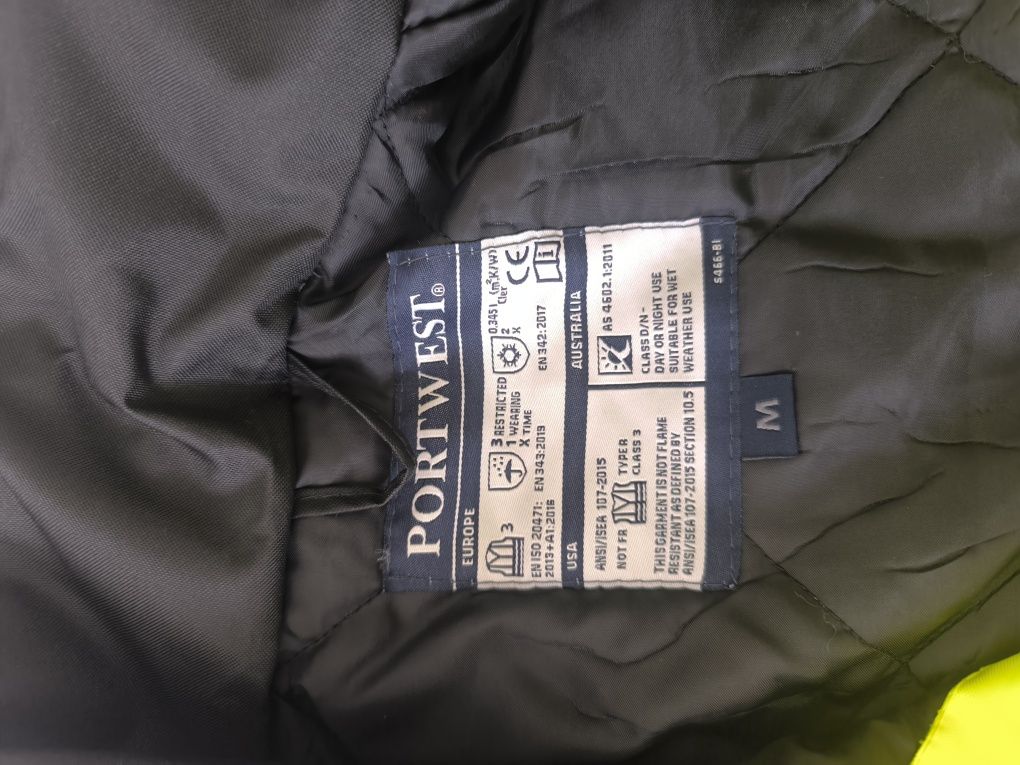 PORTWEST®
EUROPE
3
EN ISO 20471:
2013+A1:2016
3 RESTRICTED
1 WEARING
X TIME
EN 343:2019
0.3451 (m².K/W)
Icler
2
X
EN 342:2017
CE
i
USA
ANSI/ISEA 107-2015
NOT FR
TYPE R
CLASS 3
THIS GARMENT IS NOT FLAME
RESISTANT AS DEFINED BY
ANSI/ISEA 107-2015 SECTION 10.5
AUSTRALIA
AS 4602.1:2011
CLASS D/N -
DAY OR NIGHT USE
SUITABLE FOR WET
WEATHER USE
S466-BI
M